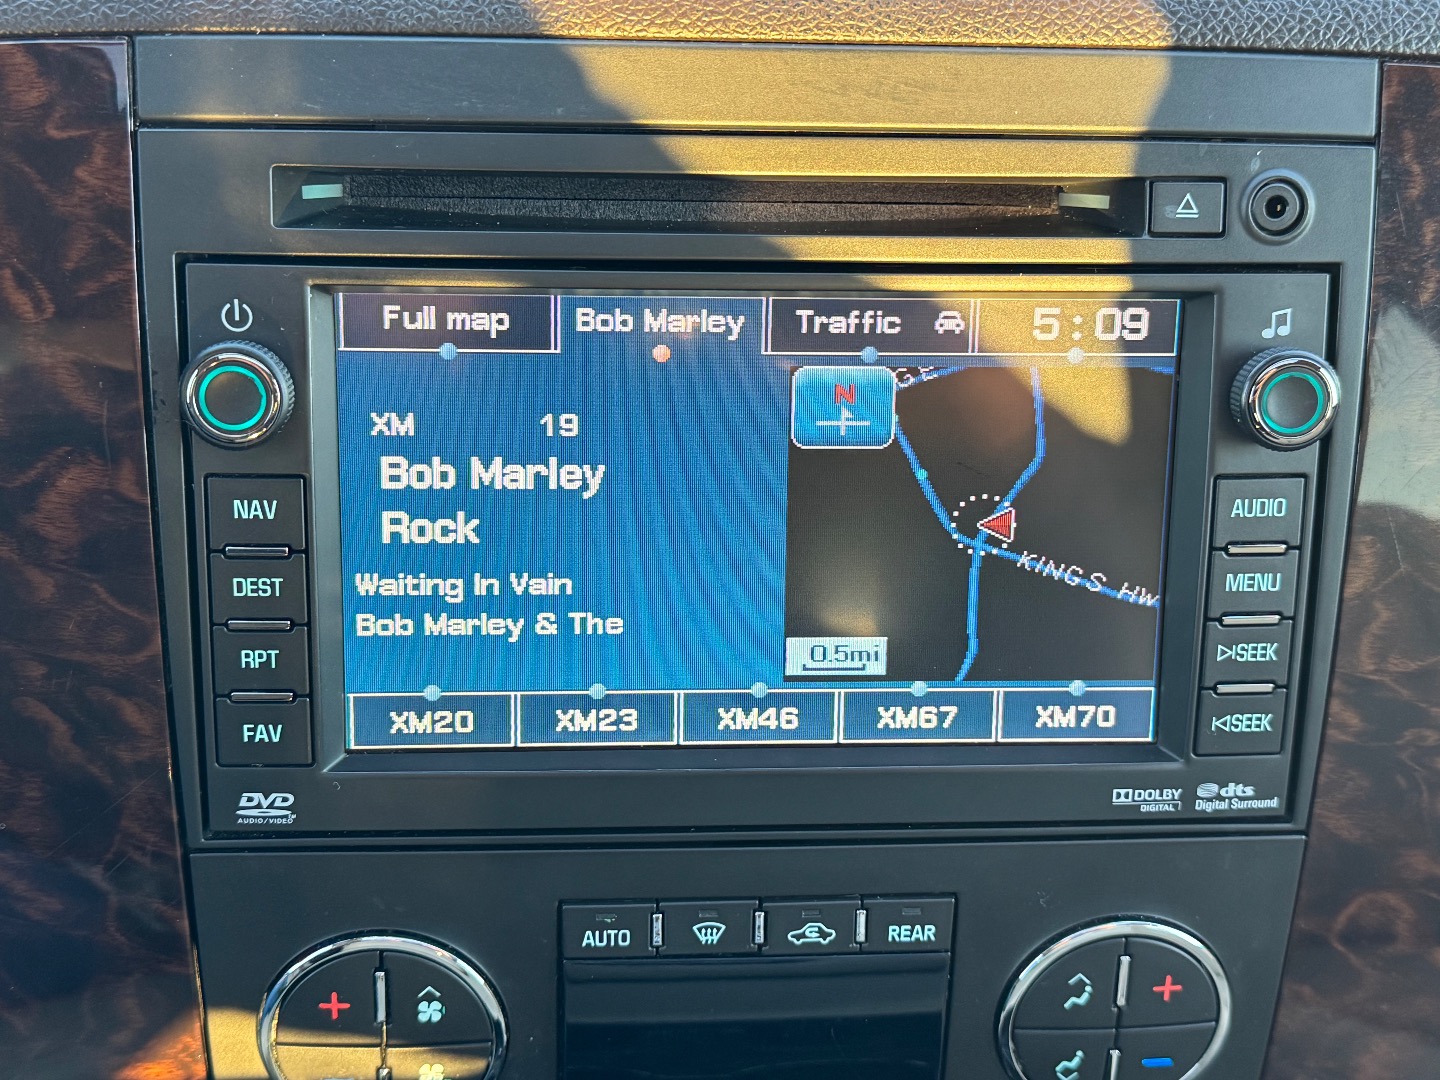 Full map
Bob Marley
Traffic
5:09
XM 19
Bob Marley
Rock
Waiting In Vain
Bob Marley & The
N
KINGS HW
0.5mi
XM20
XM23
XM46
XM67
XM70
NAV
DEST
RPT
FAV
AUDIO
MENU
SEEK
SEEK
DVD
AUDIO/VIDEO™
DOLBY
DIGITAL
dts
Digital Surround
AUTO
REAR